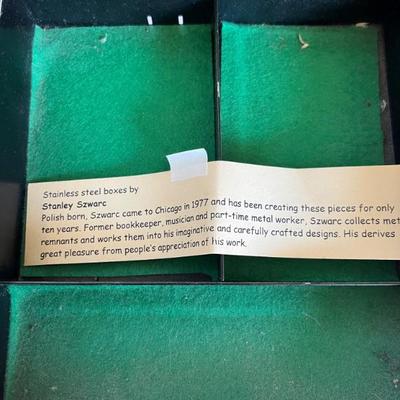 Stainless steel boxes by
Stanley Szwarc
Polish born, Szwarc came to Chicago in 1977 and has been creating these pieces for only
ten years. Former bookkeeper, musician and part-time metal worker, Szwarc collects met
remnants and works them into his imaginative and carefully crafted designs. His derives
great pleasure from people's appreciation of his work.